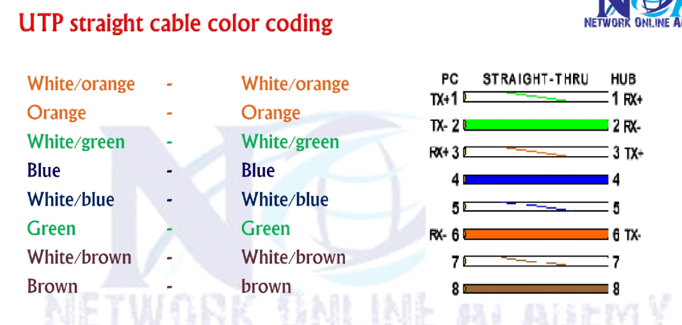 UTP straight cable color coding
NETWORK ONLINE A
White/orange - White/orange
Orange - Orange
White/green - White/green
Blue - Blue
White/blue - White/blue
Green - Green
White/brown - White/brown
Brown - brown
PC STRAIGHT-THRU HUB
TX+1 1 RX+
TX- 2 2 RX-
RX+3 3 TX+
4 4
5 5
RX- 6 6 TX-
7 7
8 8
NETWORK ONLINE ACADEMY